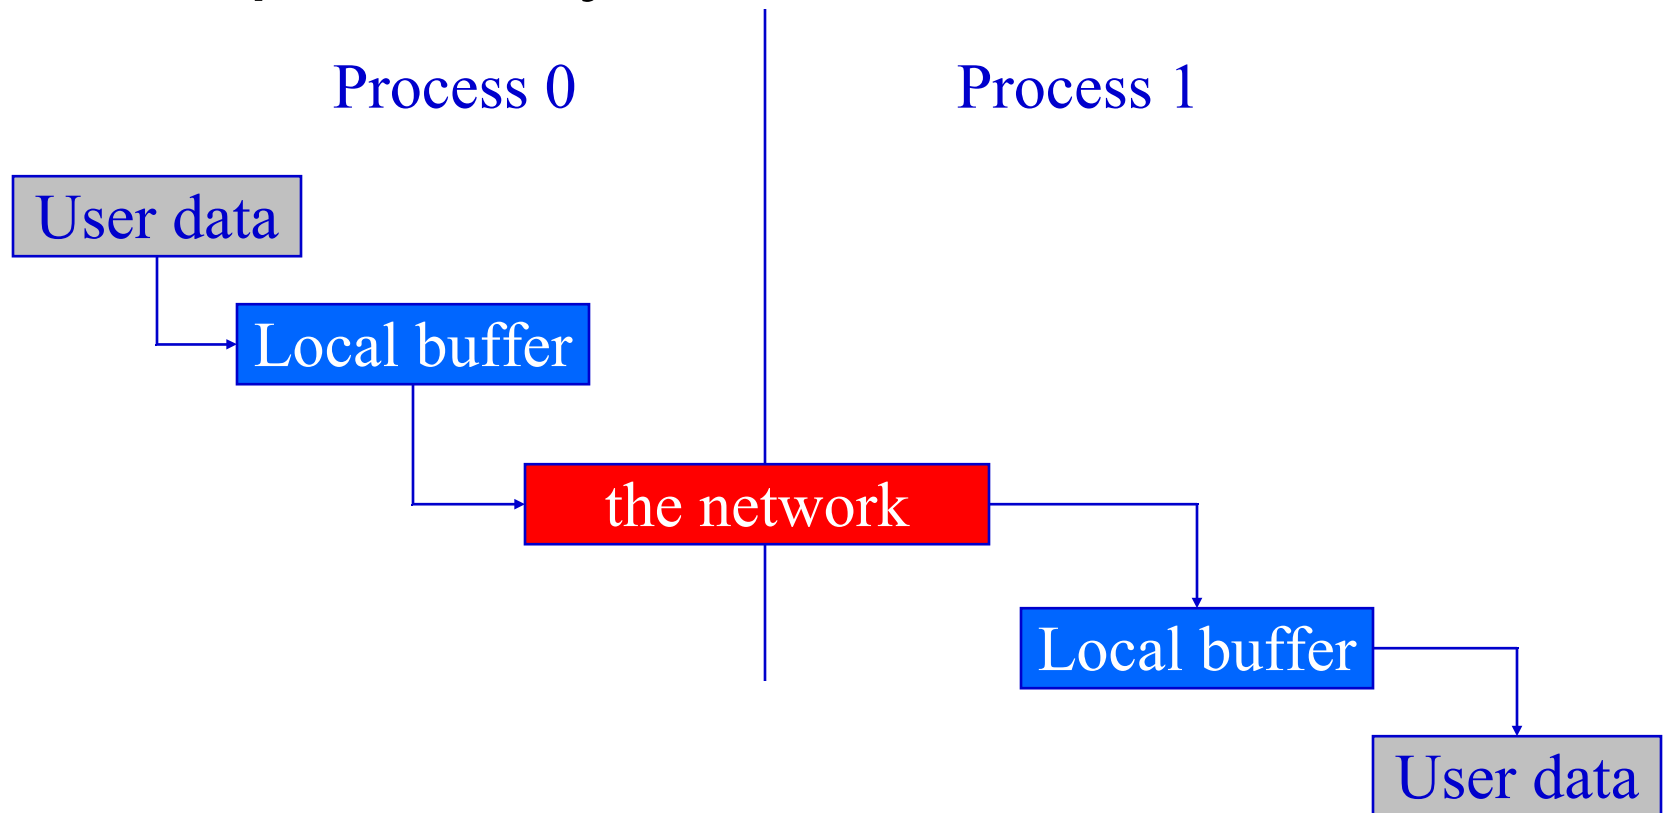 Process 0
Process 1
User data
Local buffer
the network
Local buffer
User data